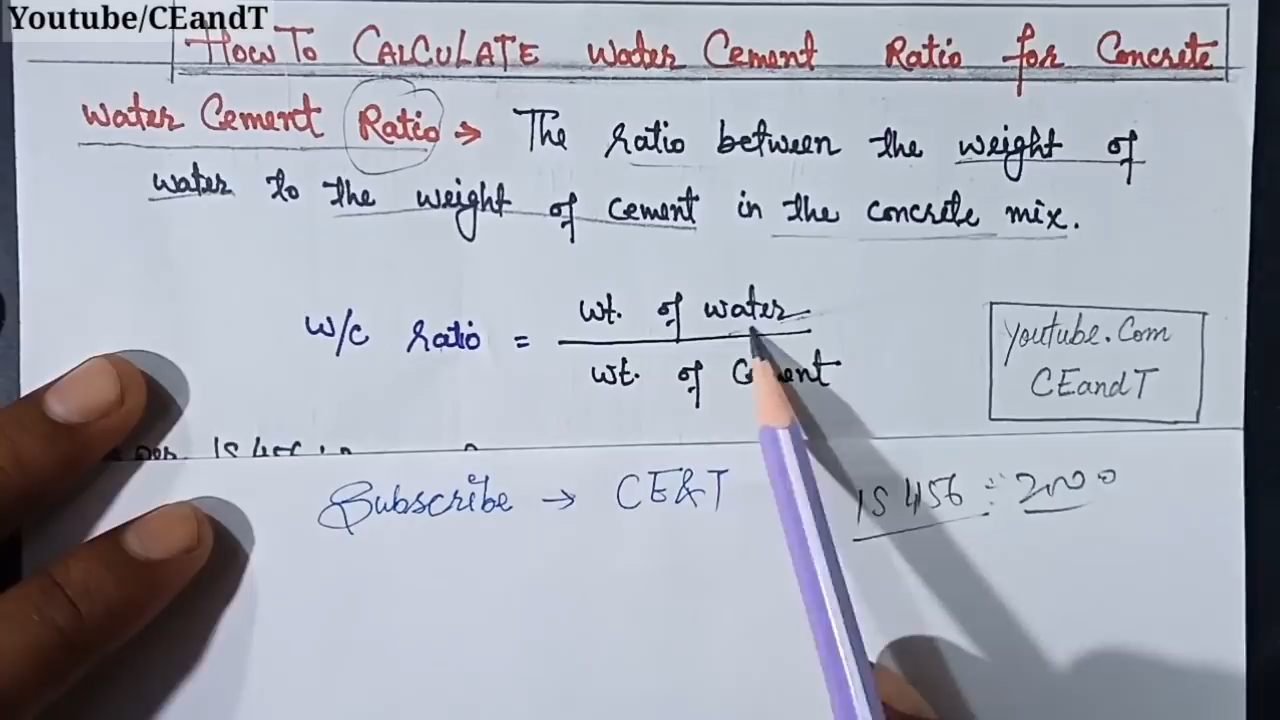 Youtube/CEandT
HOW TO CALCULATE Water Cement Ratio for Concrete
Water Cement Ratio → The ratio between the weight of
water to the weight of cement in the concrete mix.
W/C ratio = wt. of water
wt. of Cement
Youtube.Com
CEandT
Subscribe → CE&T
IS 456 : 2000